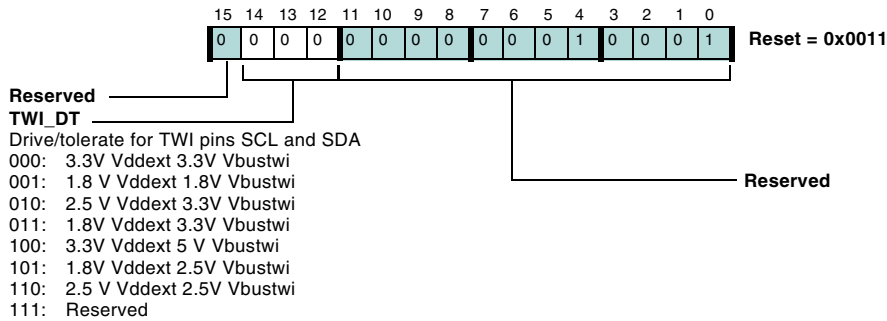 15 14 13 12 11 10 9 8 7 6 5 4 3 2 1 0
0 0 0 0 0 0 0 0 0 0 0 1 0 0 0 1 Reset = 0x0011
Reserved
TWI_DT
Drive/tolerate for TWI pins SCL and SDA
000: 3.3V Vddext 3.3V Vbustwi
001: 1.8 V Vddext 1.8V Vbustwi
Reserved
010: 2.5 V Vddext 3.3V Vbustwi
011: 1.8V Vddext 3.3V Vbustwi
100: 3.3V Vddext 5 V Vbustwi
101: 1.8V Vddext 2.5V Vbustwi
110: 2.5 V Vddext 2.5V Vbustwi
111: Reserved